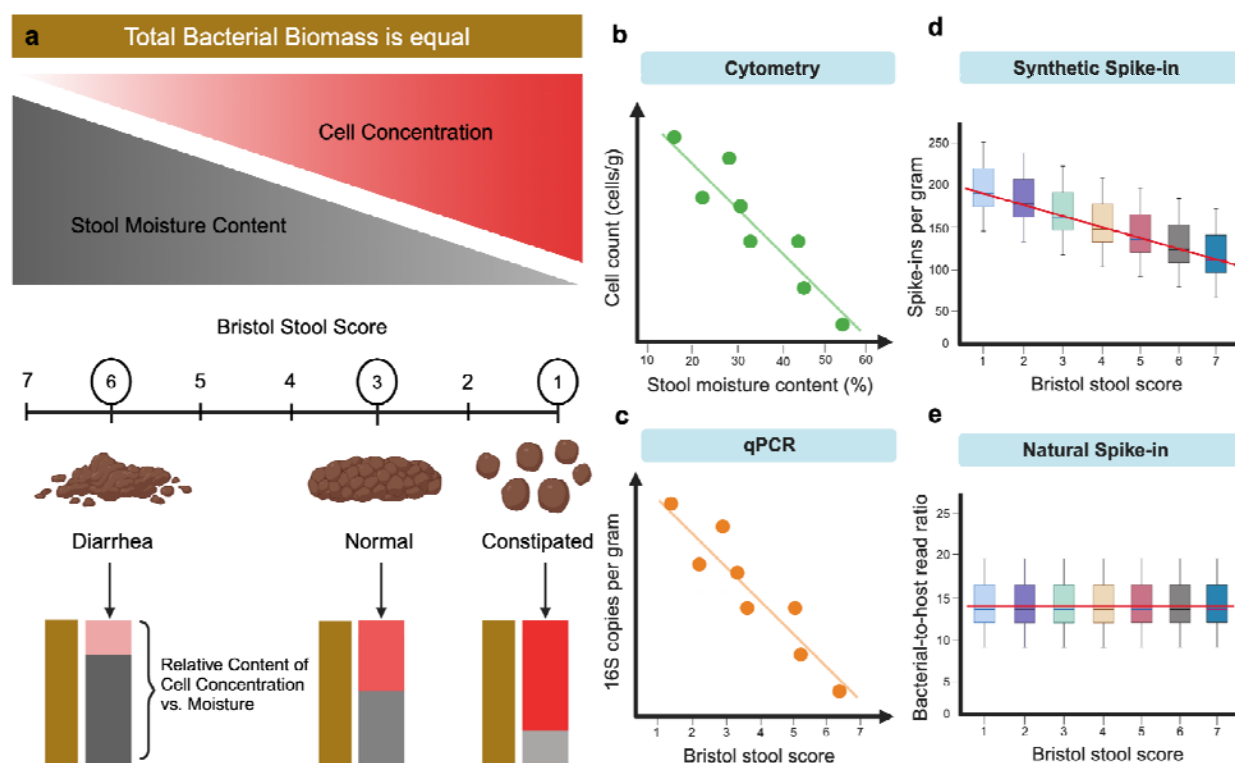 a
Total Bacterial Biomass is equal
Cell Concentration
Stool Moisture Content
Bristol Stool Score
7 6 5 4 3 2 1
Diarrhea Normal Constipated
Relative Content of
Cell Concentration
vs. Moisture
b
Cytometry
Cell count (cells/g)
10 20 30 40 50 60
Stool moisture content (%)
c
qPCR
16S copies per gram
1 2 3 4 5 6 7
Bristol stool score
d
Synthetic Spike-in
Spike-ins per gram
250
200
150
100
50
0
1 2 3 4 5 6 7
Bristol stool score
e
Natural Spike-in
Bacterial-to-host read ratio
25
20
15
10
5
0
1 2 3 4 5 6 7
Bristol stool score